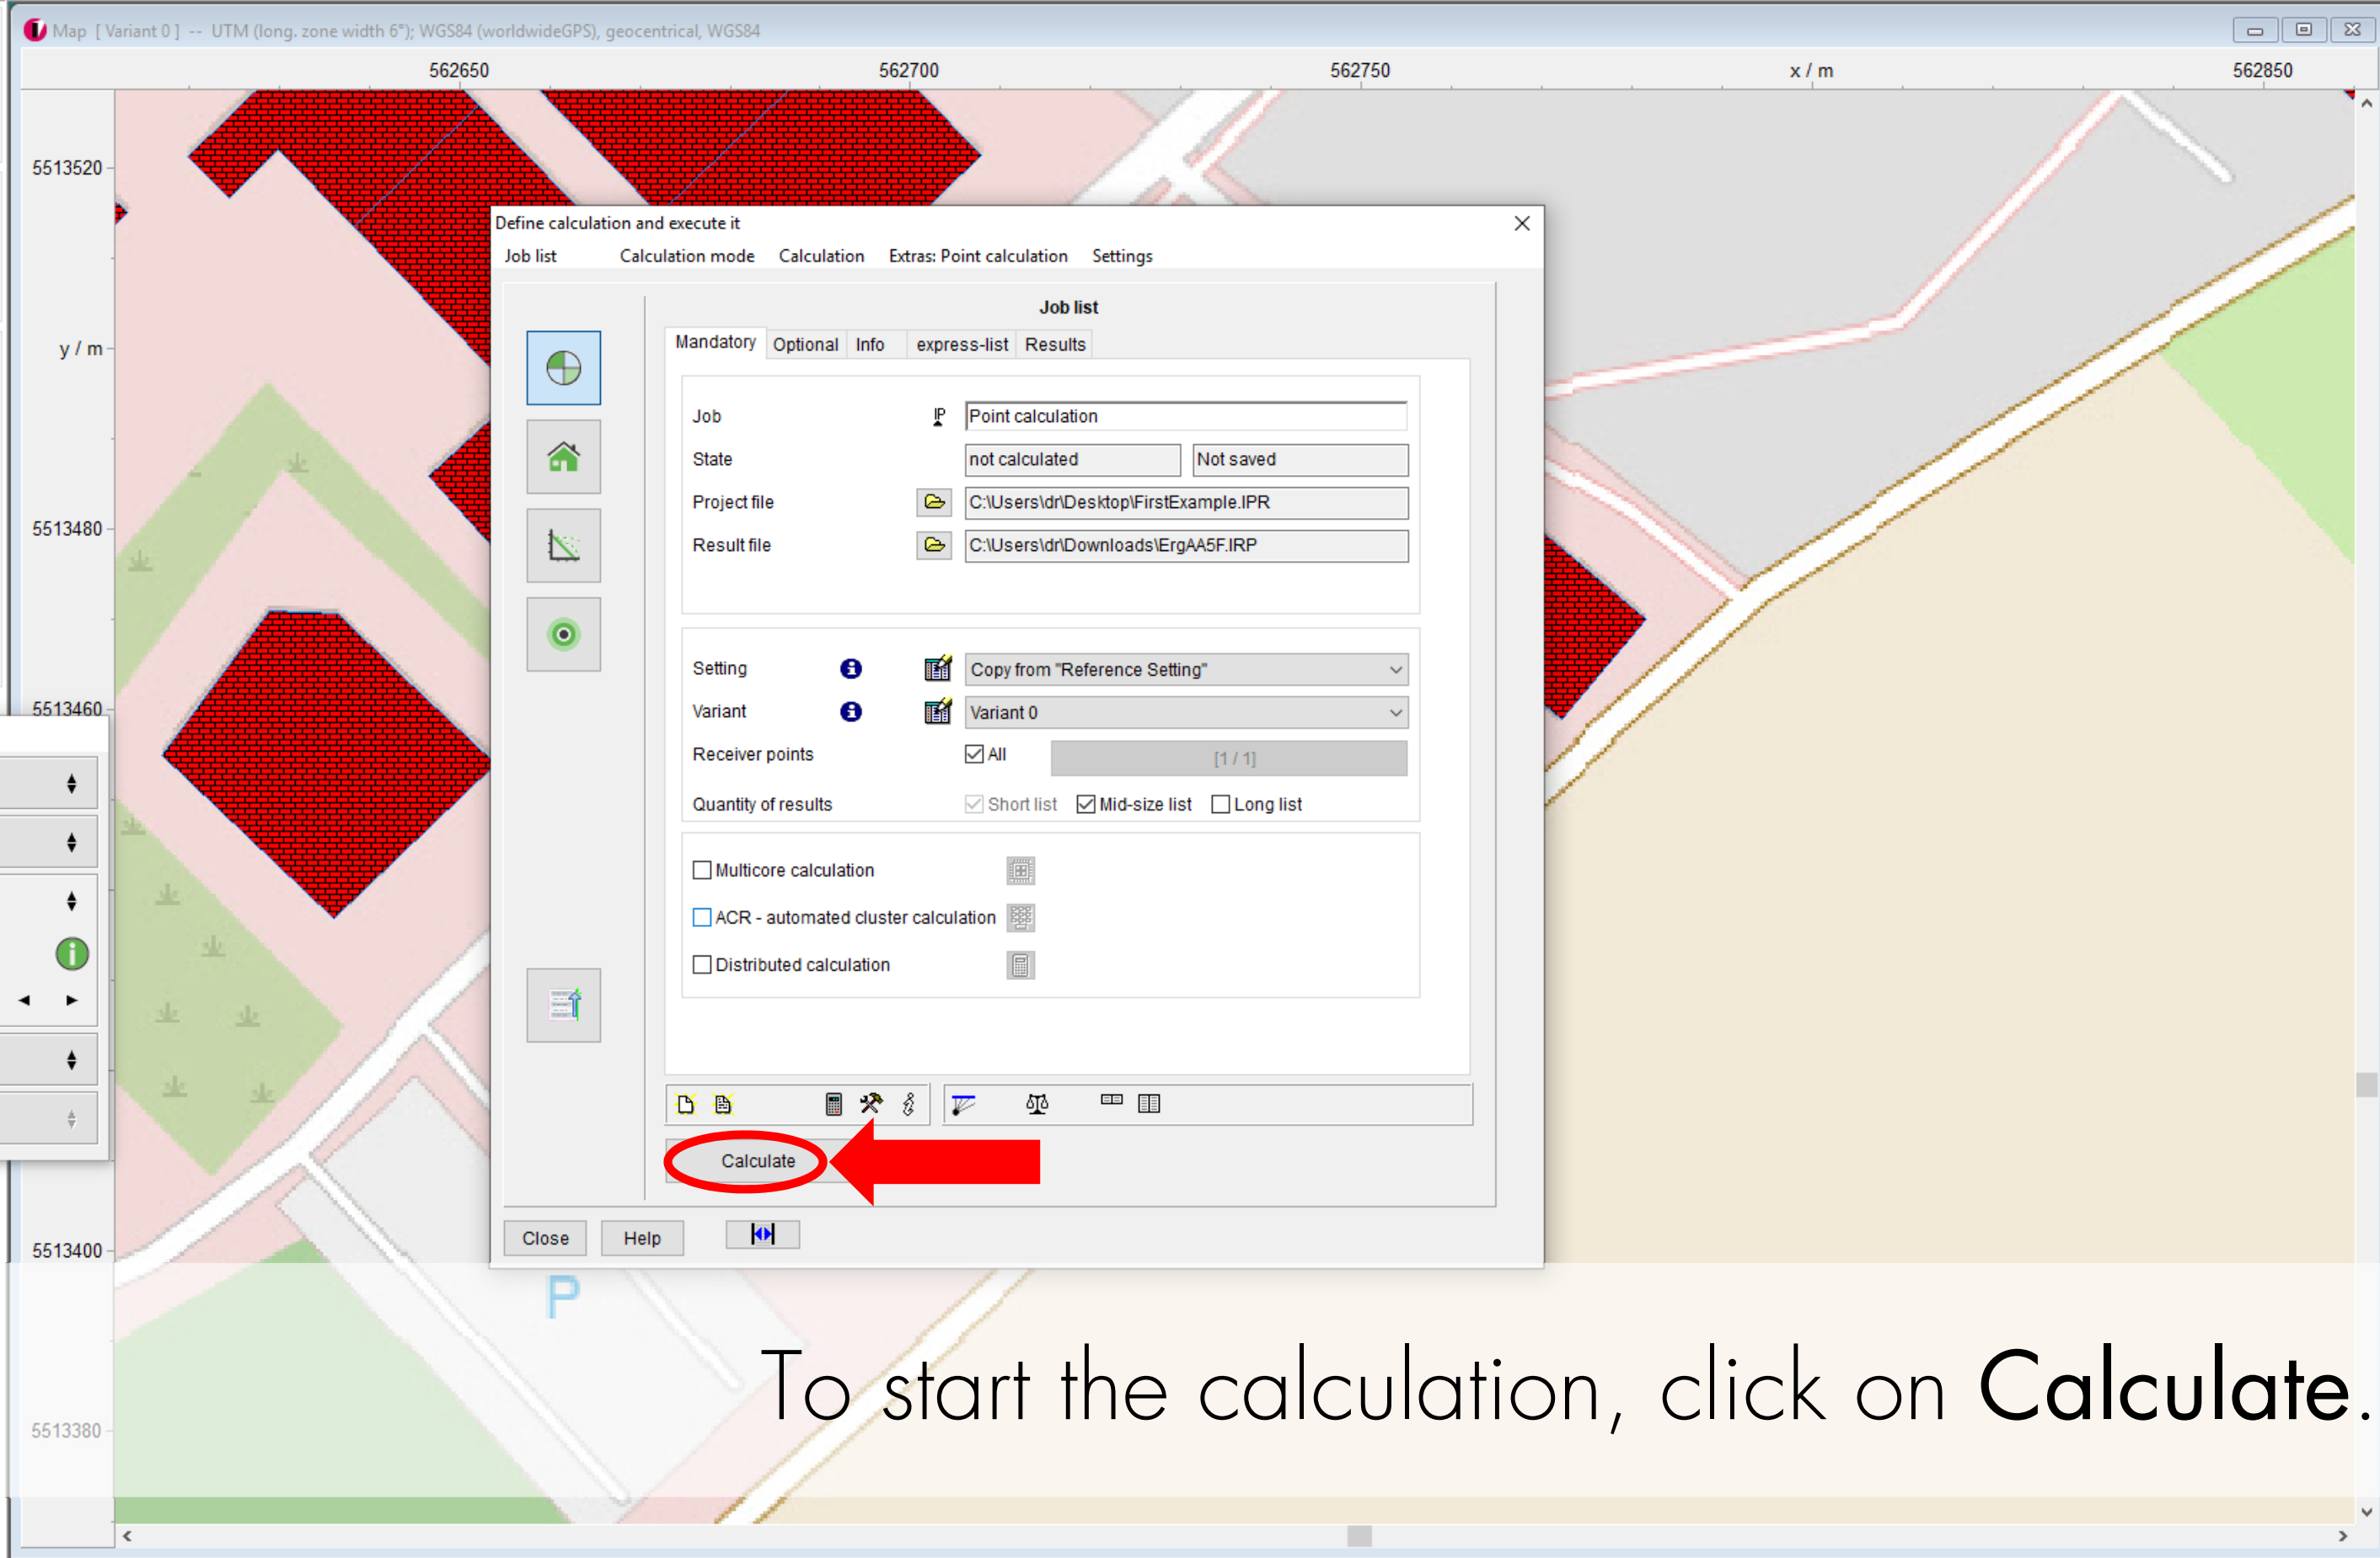 Map [ Variant 0 ] -- UTM (long. zone width 6°); WGS84 (worldwideGPS), geocentrical, WGS84
562650 562700 562750 x / m 562850
5513520
y / m
5513480
5513460
5513400
5513380
Define calculation and execute it
Job list Calculation mode Calculation Extras: Point calculation Settings
Job list
Mandatory Optional Info express-list Results
Job IP Point calculation
State not calculated Not saved
Project file C:\Users\dr\Desktop\FirstExample.IPR
Result file C:\Users\dr\Downloads\ErgAA5F.IRP
Setting Copy from "Reference Setting"
Variant Variant 0
Receiver points All [1 / 1]
Quantity of results Short list Mid-size list Long list
Multicore calculation
ACR - automated cluster calculation
Distributed calculation
Calculate
Close Help
P
To start the calculation, click on Calculate.